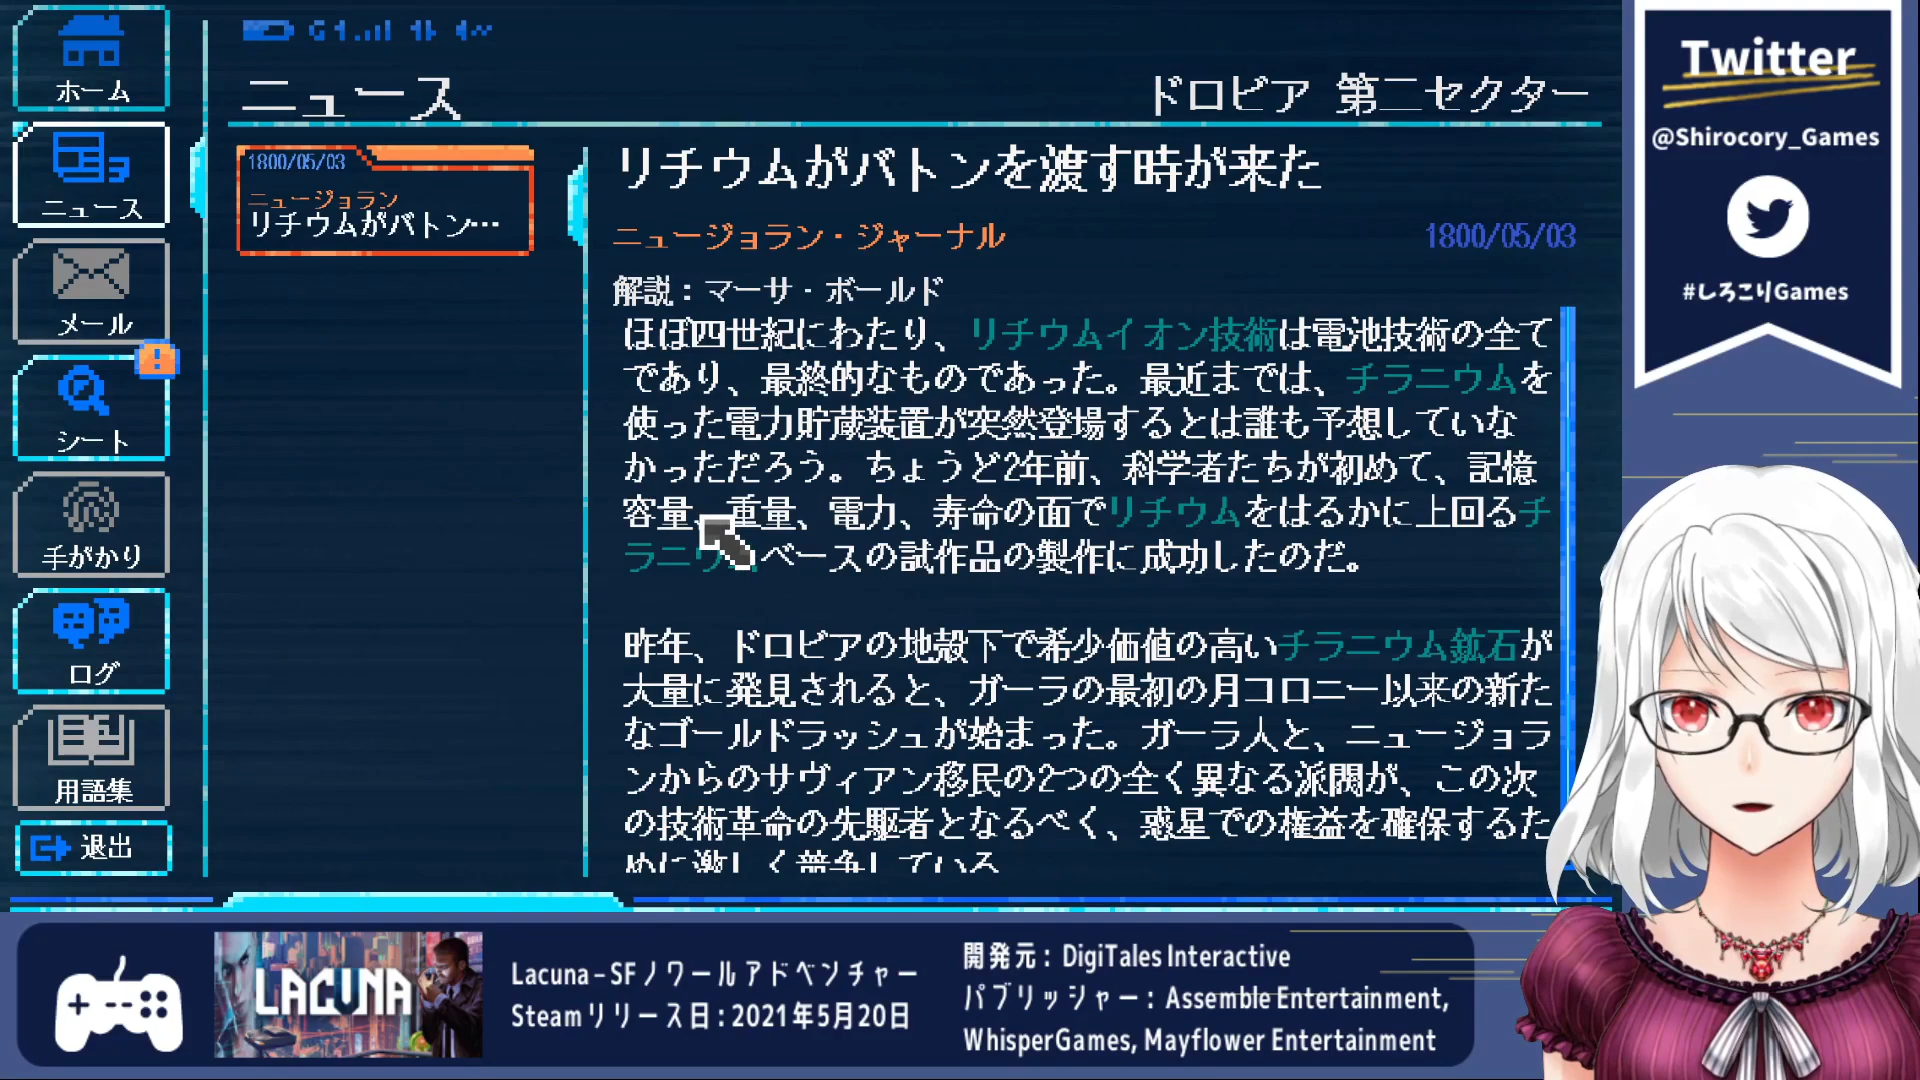 ホーム
ニュース
メール
シート
手がかり
ログ
用語集
退出
ニュース
ドロビア 第二セクター
1800/05/03
ニュージョラン
リチウムがバトン…
リチウムがバトンを渡す時が来た
ニュージョラン・ジャーナル
1800/05/03
解説：マーサ・ボールド
ほぼ四世紀にわたり、リチウムイオン技術は電池技術の全て
であり、最終的なものであった。最近までは、チラニウムを
使った電力貯蔵装置が突然登場するとは誰も予想していな
かっただろう。ちょうど2年前、科学者たちが初めて、記憶
容量、重量、電力、寿命の面でリチウムをはるかに上回るチ
ラニウムベースの試作品の製作に成功したのだ。
昨年、ドロビアの地殻下で希少価値の高いチラニウム鉱石が
大量に発見されると、ガーラの最初の月コロニー以来の新た
なゴールドラッシュが始まった。ガーラ人と、ニュージョラ
ンからのサヴィアン移民の2つの全く異なる派閥が、この次
の技術革命の先駆者となるべく、惑星での権益を確保するた
めに激しく競争している
Twitter
@Shirocory_Games
#しろこりGames
LACUNA
Lacuna–SFノワールアドベンチャー
Steamリリース日：2021年5月20日
開発元：DigiTales Interactive
パブリッシャー：Assemble Entertainment,
WhisperGames, Mayflower Entertainment